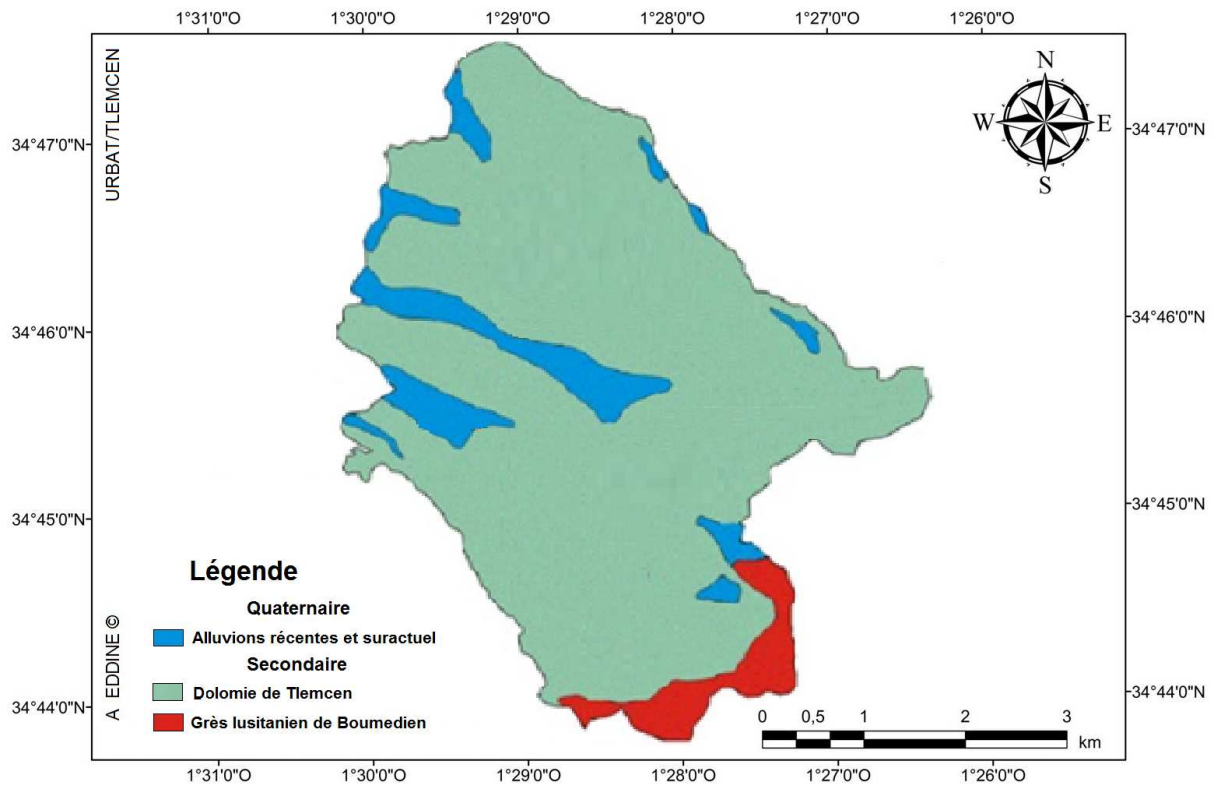 1°31'0"O 1°30'0"O 1°29'0"O 1°28'0"O 1°27'0"O 1°26'0"O
URBAT/TLEMCEN
N
W E
S
34°47'0"N 34°47'0"N
34°46'0"N 34°46'0"N
34°45'0"N 34°45'0"N
34°44'0"N 34°44'0"N
Légende
Quaternaire
Alluvions récentes et suractuel
Secondaire
Dolomie de Tlemcen
Grès lusitanien de Boumedien
A EDDINE ©
0 0,5 1 2 3
km
1°31'0"O 1°30'0"O 1°29'0"O 1°28'0"O 1°27'0"O 1°26'0"O